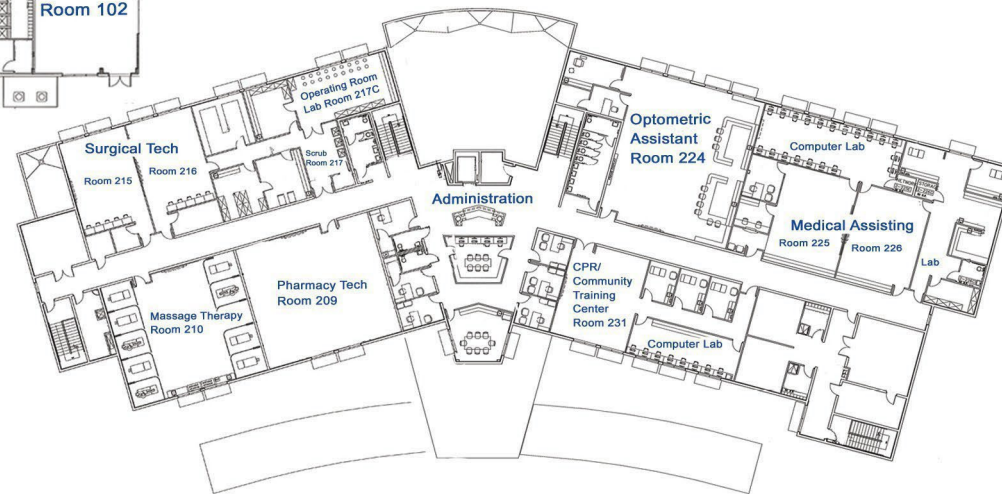 Room 102
Operating Room
Lab Room 217C
Surgical Tech
Room 215
Room 216
Scrub
Room 217
Optometric
Assistant
Room 224
Computer Lab
Administration
Medical Assisting
Room 225
Room 226
Lab
Pharmacy Tech
Room 209
Massage Therapy
Room 210
CPR/
Community
Training
Center
Room 231
Computer Lab